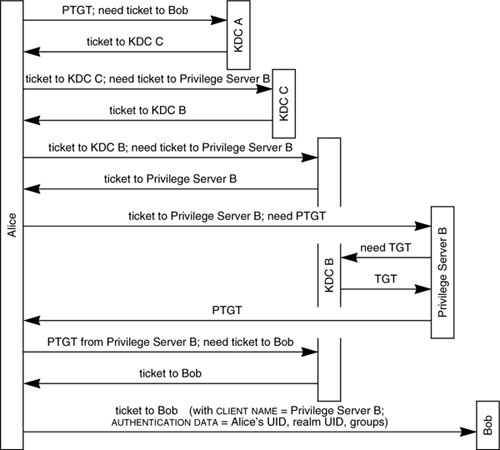 PTGT; need ticket to Bob
KDC A
ticket to KDC C
ticket to KDC C; need ticket to Privilege Server B
KDC C
ticket to KDC B
ticket to KDC B; need ticket to Privilege Server B
ticket to Privilege Server B
Alice
ticket to Privilege Server B; need PTGT
need TGT
KDC B
Privilege Server B
TGT
PTGT
PTGT from Privilege Server B; need ticket to Bob
ticket to Bob
ticket to Bob (with CLIENT NAME = Privilege Server B;
AUTHENTICATION DATA = Alice's UID, realm UID, groups)
Bob